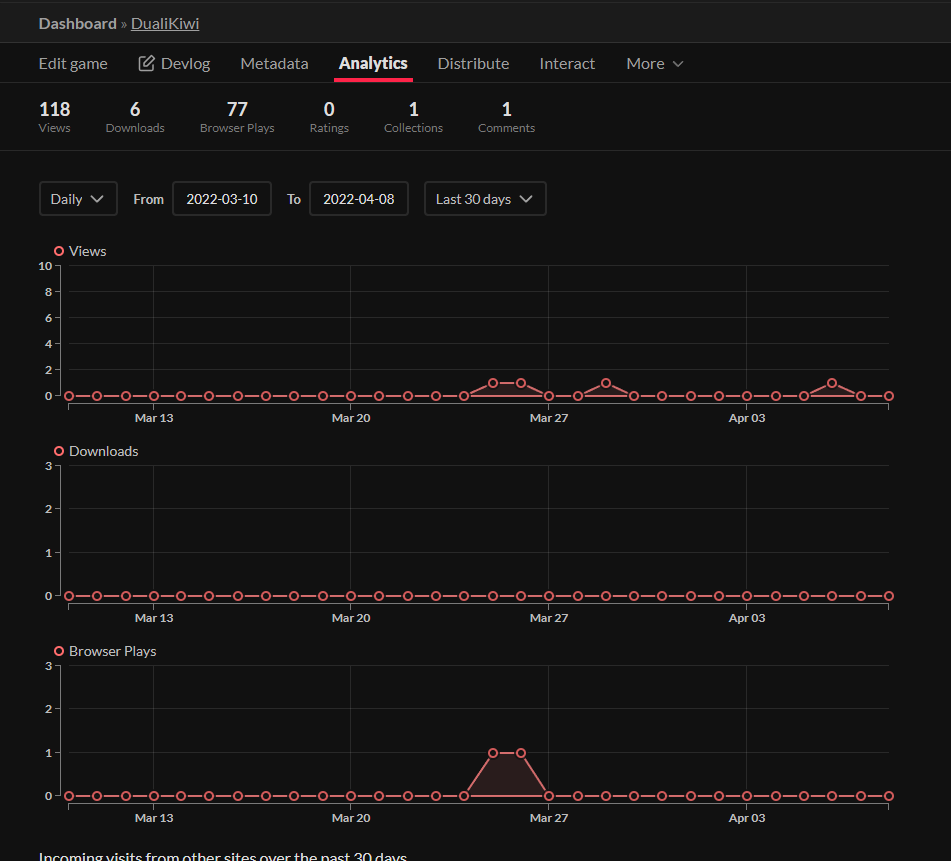 Dashboard » DualiKiwi
Edit game Devlog Metadata Analytics Distribute Interact More
118 6 77 0 1 1
Views Downloads Browser Plays Ratings Collections Comments
Daily From 2022-03-10 To 2022-04-08 Last 30 days
Views
10
8
6
4
2
0
Mar 13 Mar 20 Mar 27 Apr 03
Downloads
3
2
1
0
Mar 13 Mar 20 Mar 27 Apr 03
Browser Plays
3
2
1
0
Mar 13 Mar 20 Mar 27 Apr 03
Incoming visits from other sites over the past 30 days